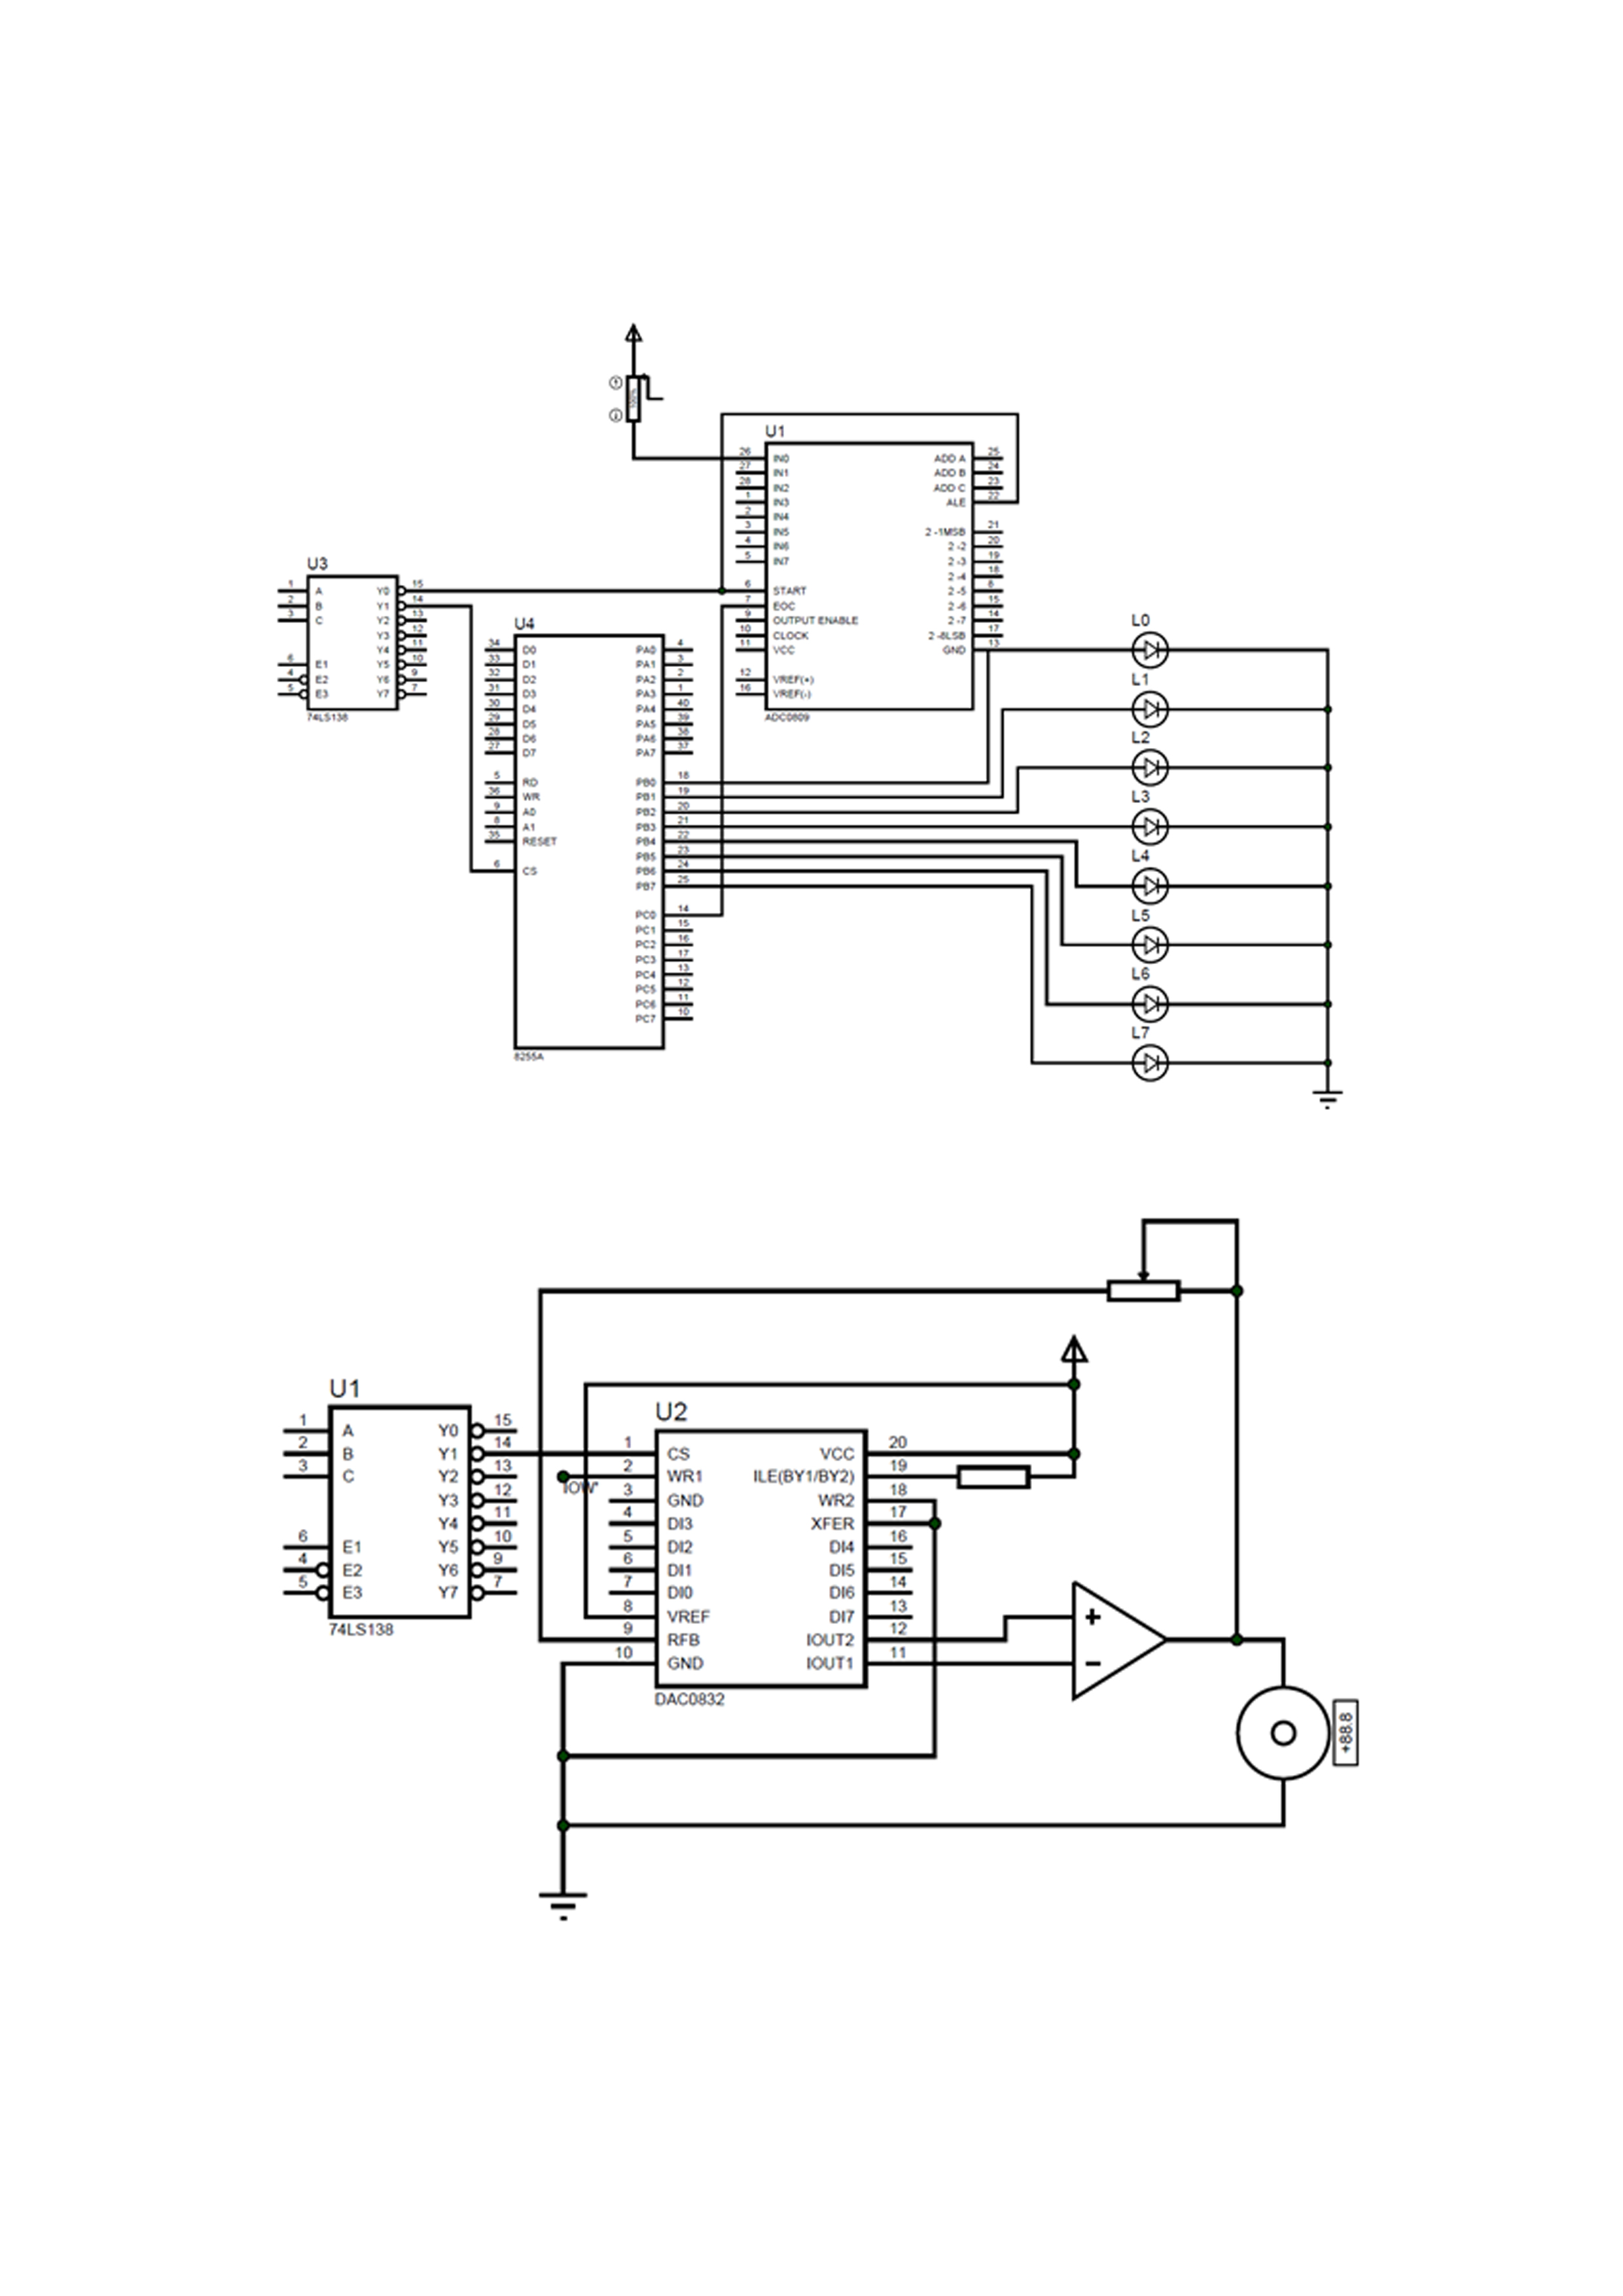 U1
26 IN0 ADD A 25
27 IN1 ADD B 24
28 IN2 ADD C 23
1 IN3 ALE 22
2 IN4
3 IN5 2 -1MSB 21
4 IN6 2 -2 20
5 IN7 2 -3 19
2 -4 18
6 START 2 -5 8
7 EOC 2 -6 15
9 OUTPUT ENABLE 2 -7 14
10 CLOCK 2 -8LSB 17
11 VCC GND 13
12 VREF(+)
16 VREF(-)
ADC0809
U3
1 A Y0 15
2 B Y1 14
3 C Y2 13
Y3 12
Y4 11
6 E1 Y5 10
4 E2 Y6 9
5 E3 Y7 7
74LS138
U4
34 D0 PA0 4
33 D1 PA1 3
32 D2 PA2 2
31 D3 PA3 1
30 D4 PA4 40
29 D5 PA5 39
28 D6 PA6 38
27 D7 PA7 37
5 RD PB0 18
36 WR PB1 19
9 A0 PB2 20
8 A1 PB3 21
35 RESET PB4 22
PB5 23
6 CS PB6 24
PB7 25
PC0 14
PC1 15
PC2 16
PC3 17
PC4 13
PC5 12
PC6 11
PC7 10
8255A
L0
L1
L2
L3
L4
L5
L6
L7
U1
1 A Y0 15
2 B Y1 14
3 C Y2 13
Y3 12
Y4 11
6 E1 Y5 10
4 E2 Y6 9
5 E3 Y7 7
74LS138
U2
1 CS VCC 20
2 WR1 ILE(BY1/BY2) 19
IOW'
3 GND WR2 18
4 DI3 XFER 17
5 DI2 DI4 16
6 DI1 DI5 15
7 DI0 DI6 14
8 VREF DI7 13
9 RFB IOUT2 12
10 GND IOUT1 11
DAC0832
+
−
+88.8